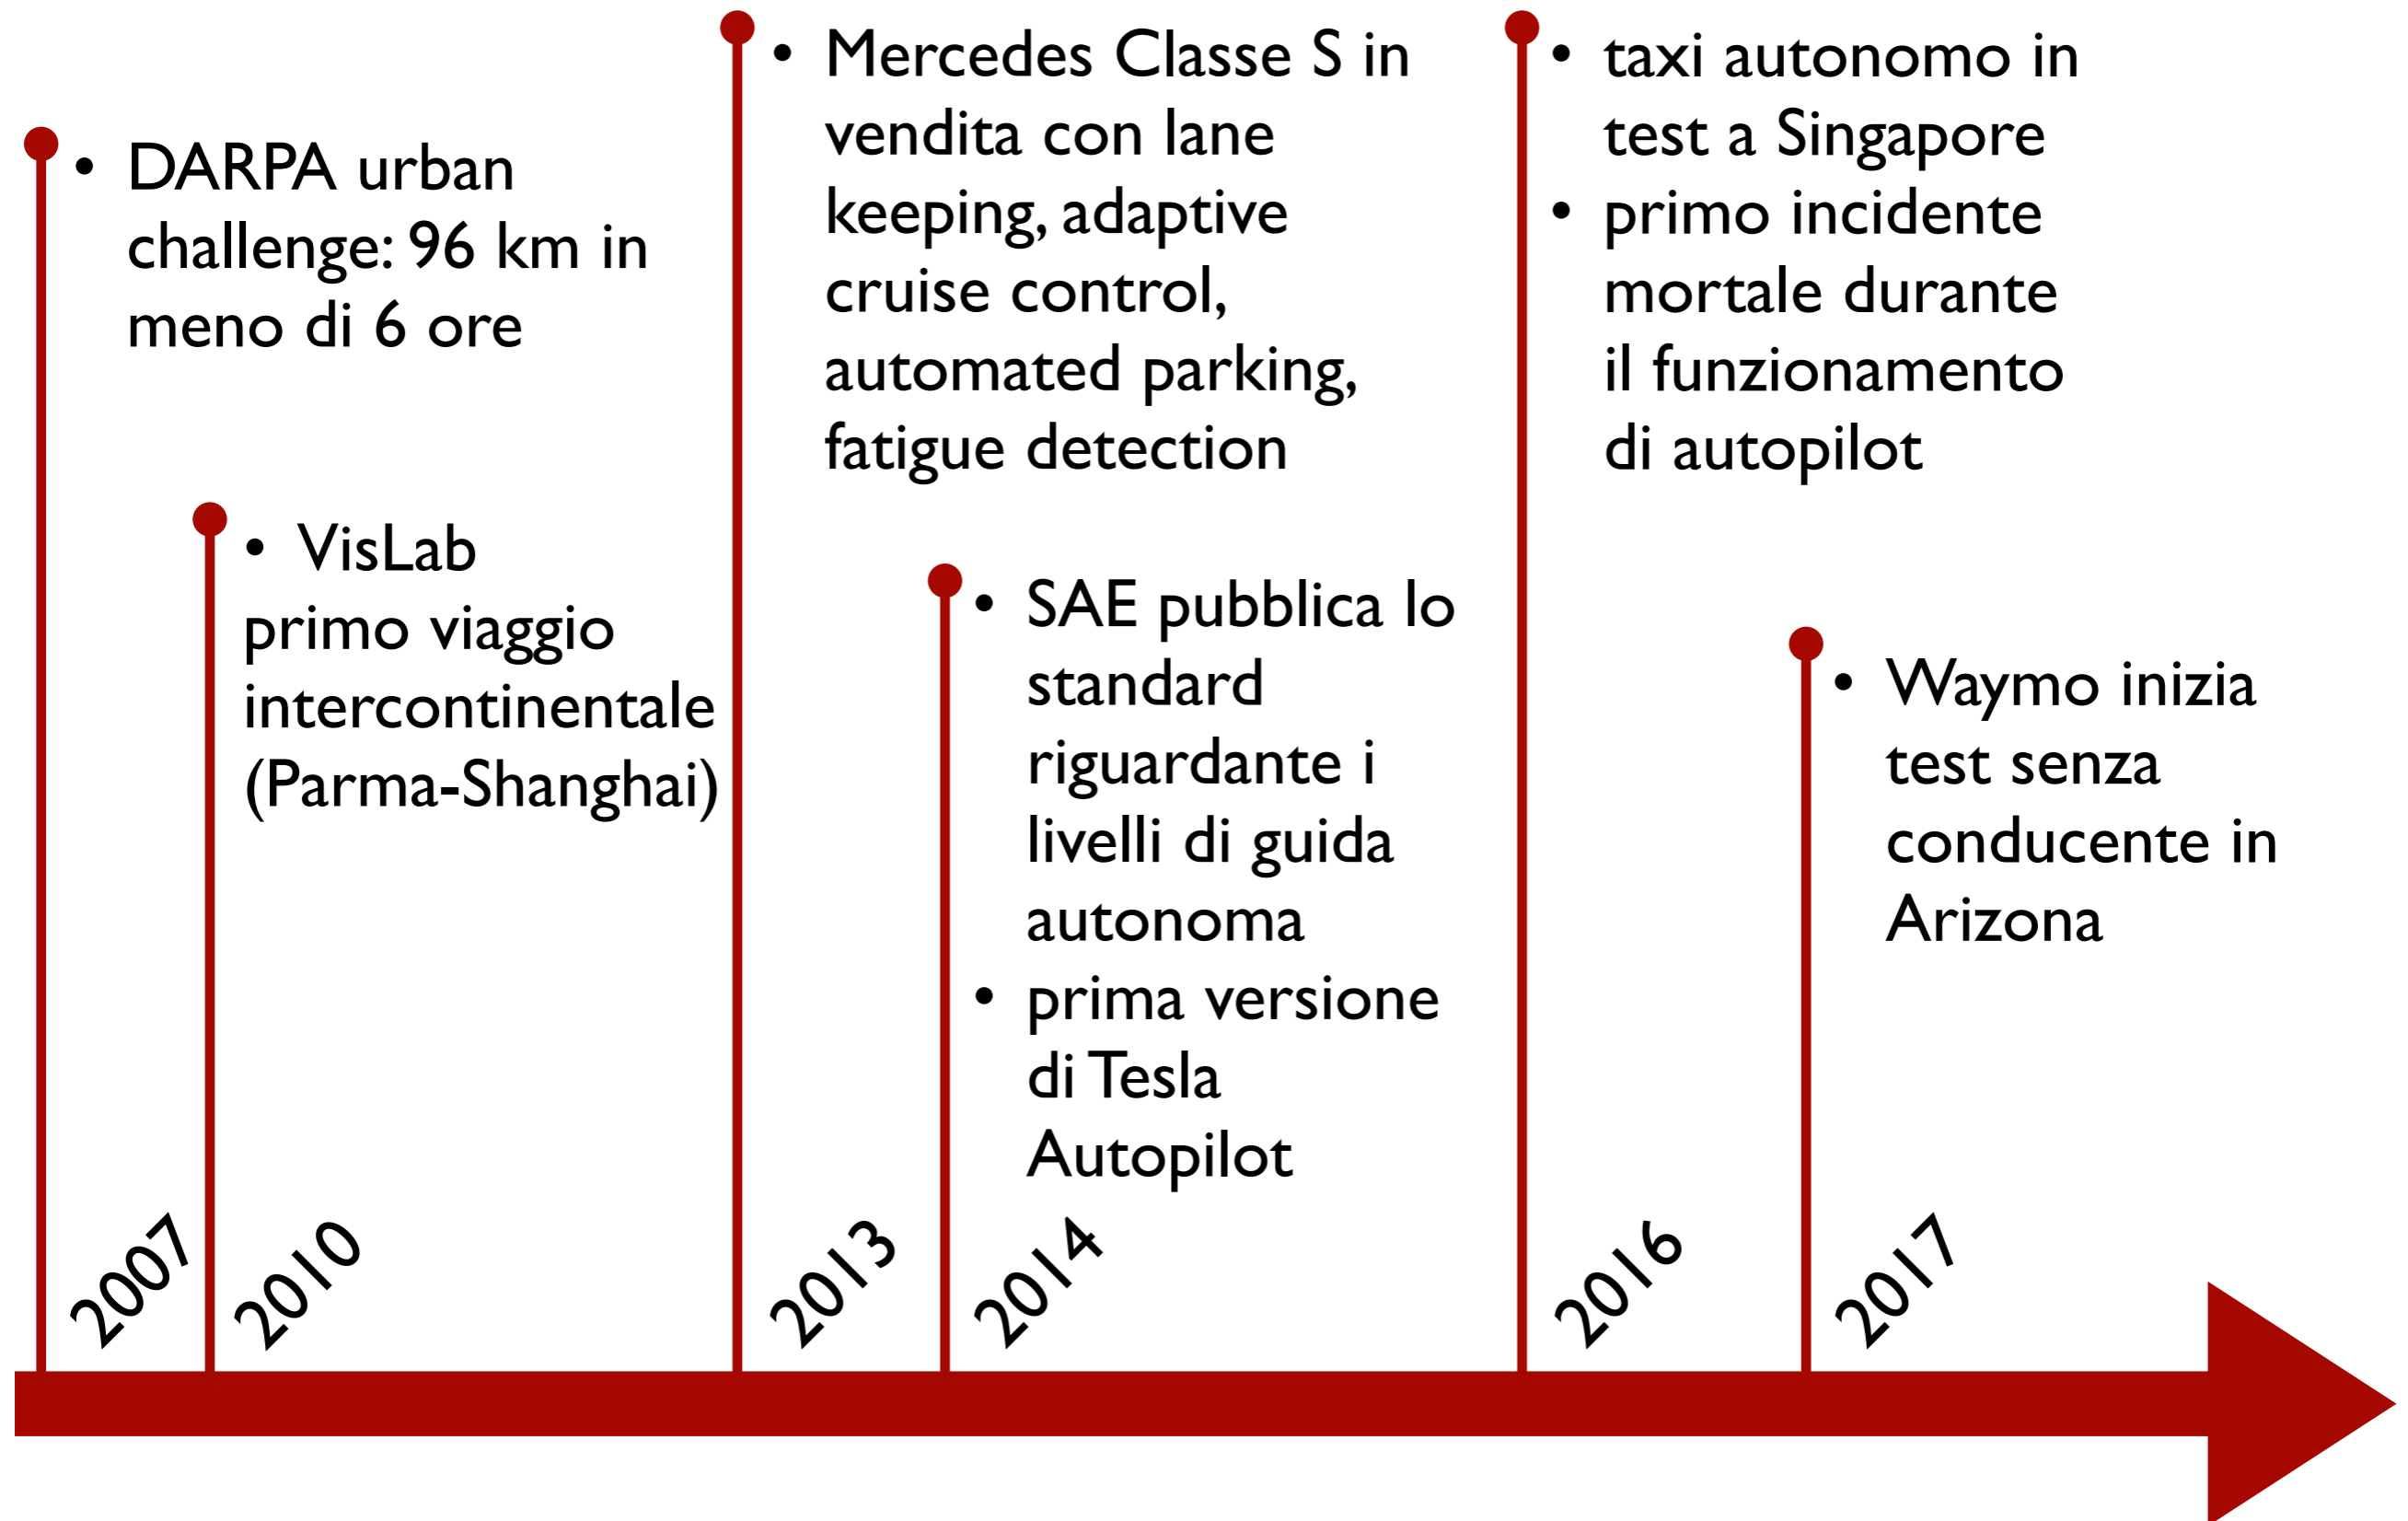 • DARPA urban
challenge: 96 km in
meno di 6 ore
2007
• VisLab
primo viaggio
intercontinentale
(Parma-Shanghai)
2010
• Mercedes Classe S in
vendita con lane
keeping, adaptive
cruise control,
automated parking,
fatigue detection
2013
• SAE pubblica lo
standard
riguardante i
livelli di guida
autonoma
• prima versione
di Tesla
Autopilot
2014
• taxi autonomo in
test a Singapore
• primo incidente
mortale durante
il funzionamento
di autopilot
2016
• Waymo inizia
test senza
conducente in
Arizona
2017